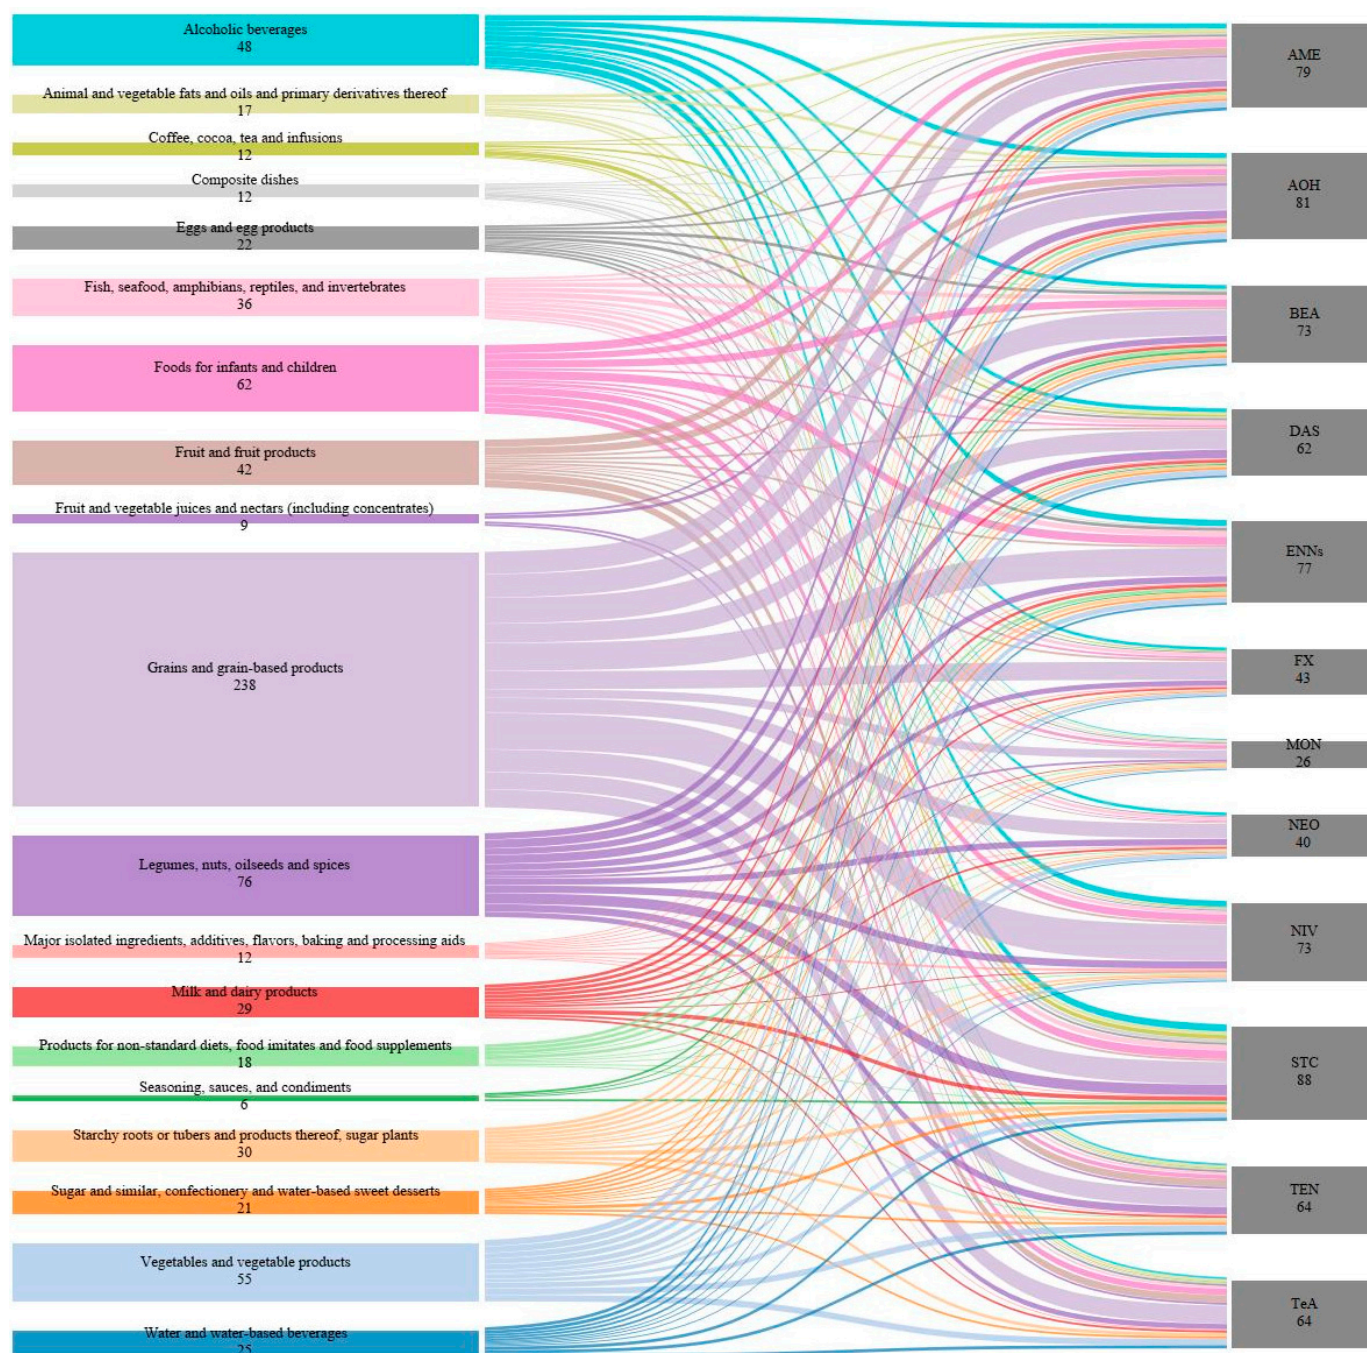 Alcoholic beverages
48
Animal and vegetable fats and oils and primary derivatives thereof
17
Coffee, cocoa, tea and infusions
12
Composite dishes
12
Eggs and egg products
22
Fish, seafood, amphibians, reptiles, and invertebrates
36
Foods for infants and children
62
Fruit and fruit products
42
Fruit and vegetable juices and nectars (including concentrates)
9
Grains and grain-based products
238
Legumes, nuts, oilseeds and spices
76
Major isolated ingredients, additives, flavors, baking and processing aids
12
Milk and dairy products
29
Products for non-standard diets, food imitates and food supplements
18
Seasoning, sauces, and condiments
6
Starchy roots or tubers and products thereof, sugar plants
30
Sugar and similar, confectionery and water-based sweet desserts
21
Vegetables and vegetable products
55
Water and water-based beverages
25
AME
79
AOH
81
BEA
73
DAS
62
ENNs
77
FX
43
MON
26
NEO
40
NIV
73
STC
88
TEN
64
TeA
64